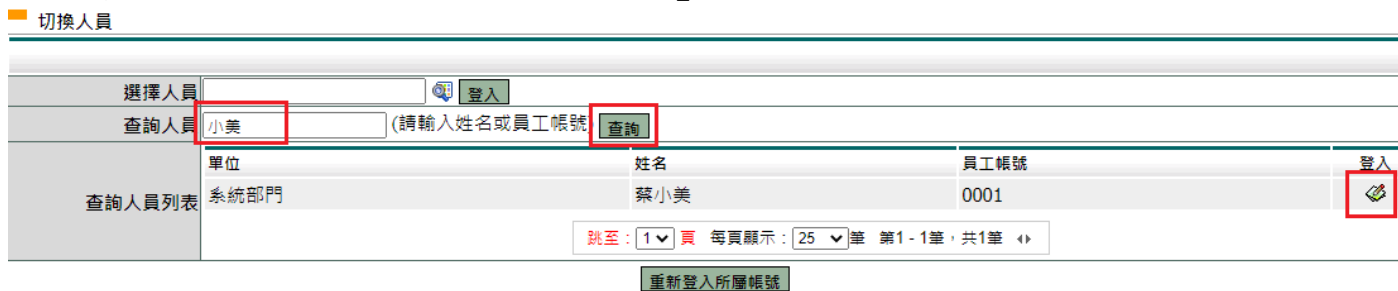 切換人員
選擇人員 登入
查詢人員 小美 (請輸入姓名或員工帳號) 查詢
單位 姓名 員工帳號 登入
查詢人員列表 系統部門 蔡小美 0001
跳至：1 頁 每頁顯示：25 筆 第1 - 1筆，共1筆
重新登入所屬帳號